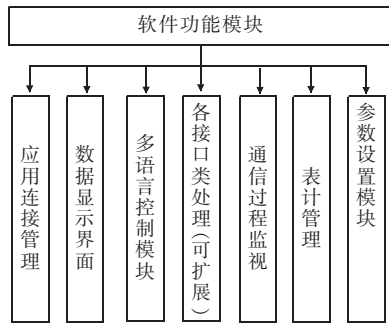 软件功能模块
应用连接管理
数据显示界面
多语言控制模块
各接口类处理(可扩展)
通信过程监视
表计管理
参数设置模块